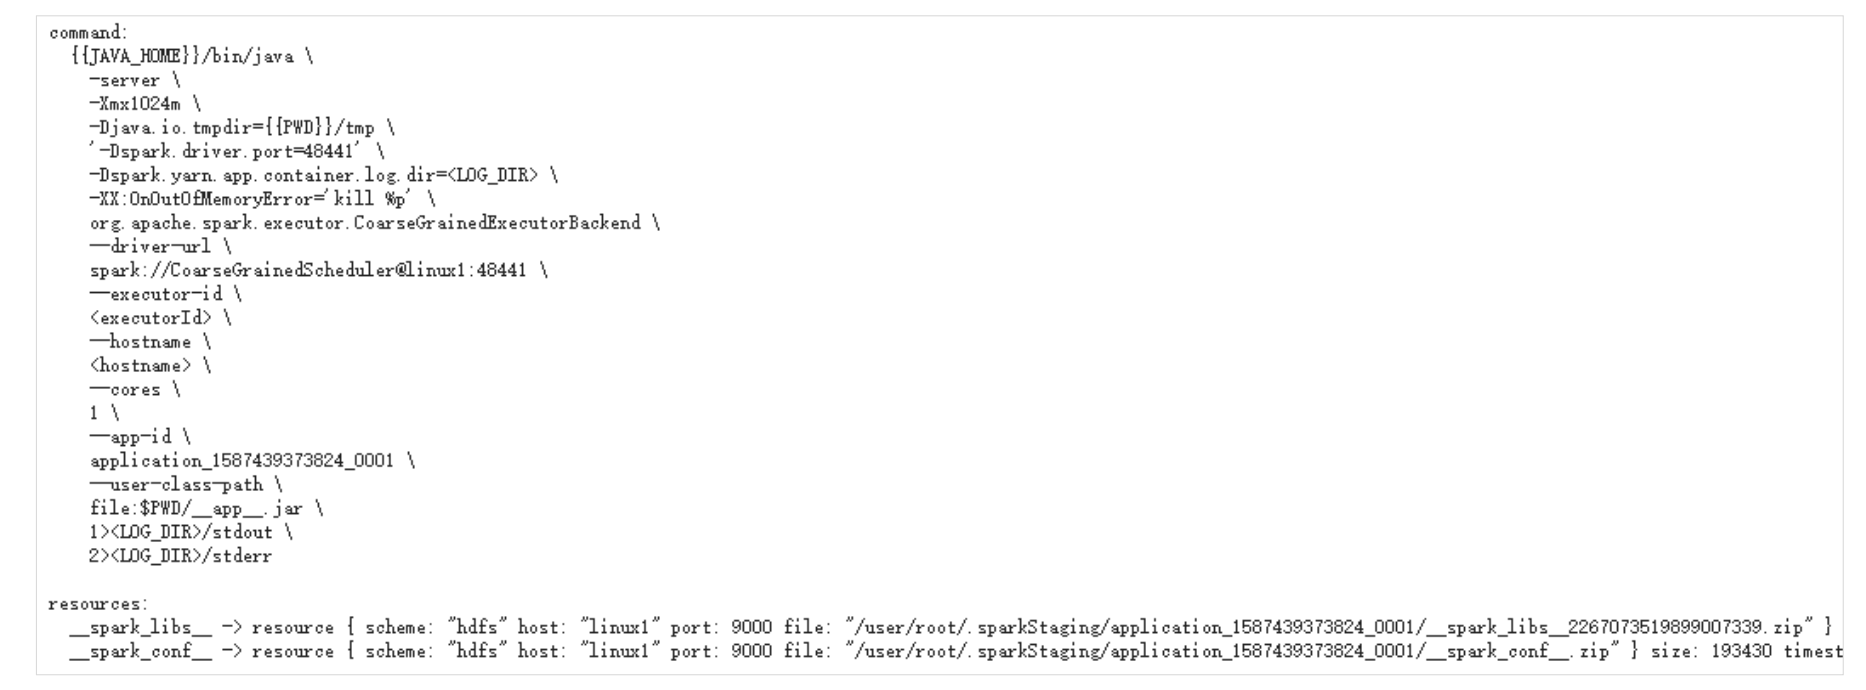 command:
{{JAVA_HOME}}/bin/java \
-server \
-Xmx1024m \
-Djava.io.tmpdir={{PWD}}/tmp \
'-Dspark.driver.port=48441' \
-Dspark.yarn.app.container.log.dir=<LOG_DIR> \
-XX:OnOutOfMemoryError='kill %p' \
org.apache.spark.executor.CoarseGrainedExecutorBackend \
--driver-url \
spark://CoarseGrainedScheduler@linux1:48441 \
--executor-id \
<executorId> \
--hostname \
<hostname> \
--cores \
1 \
--app-id \
application_1587439373824_0001 \
--user-class-path \
file:$PWD/__app__.jar \
1><LOG_DIR>/stdout \
2><LOG_DIR>/stderr
resources:
__spark_libs__ -> resource { scheme: "hdfs" host: "linux1" port: 9000 file: "/user/root/.sparkStaging/application_1587439373824_0001/__spark_libs__2267073519899007339.zip" }
__spark_conf__ -> resource { scheme: "hdfs" host: "linux1" port: 9000 file: "/user/root/.sparkStaging/application_1587439373824_0001/__spark_conf__.zip" } size: 193430 timest